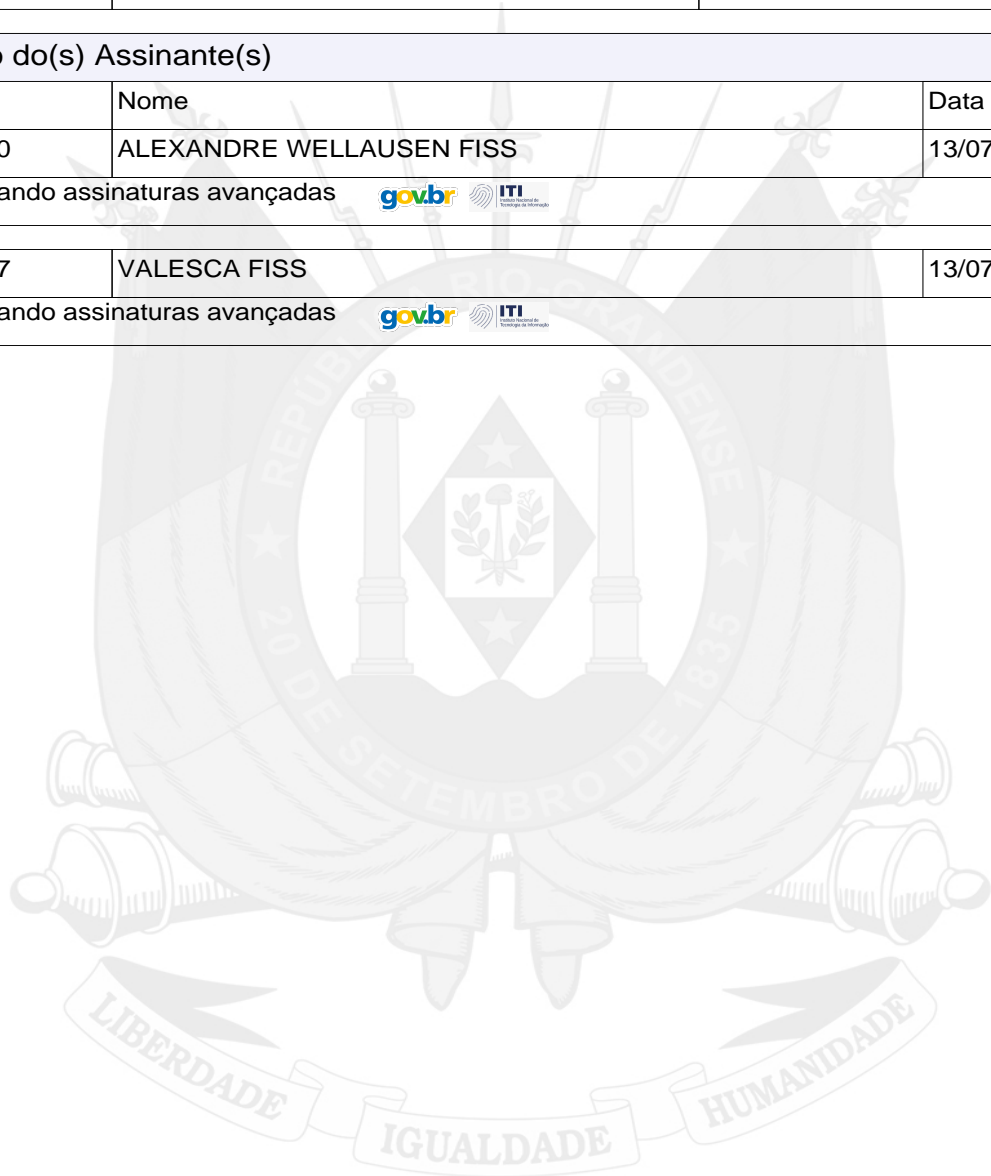 o do(s) Assinante(s)
Nome Data
0 ALEXANDRE WELLAUSEN FISS 13/07
ando assinaturas avançadas gov.br ITI
7 VALESCA FISS 13/07
ando assinaturas avançadas gov.br ITI
REPÚBLICA RIO-GRANDENSE
20 DE SETEMBRO DE 1835
LIBERDADE IGUALDADE HUMANIDADE